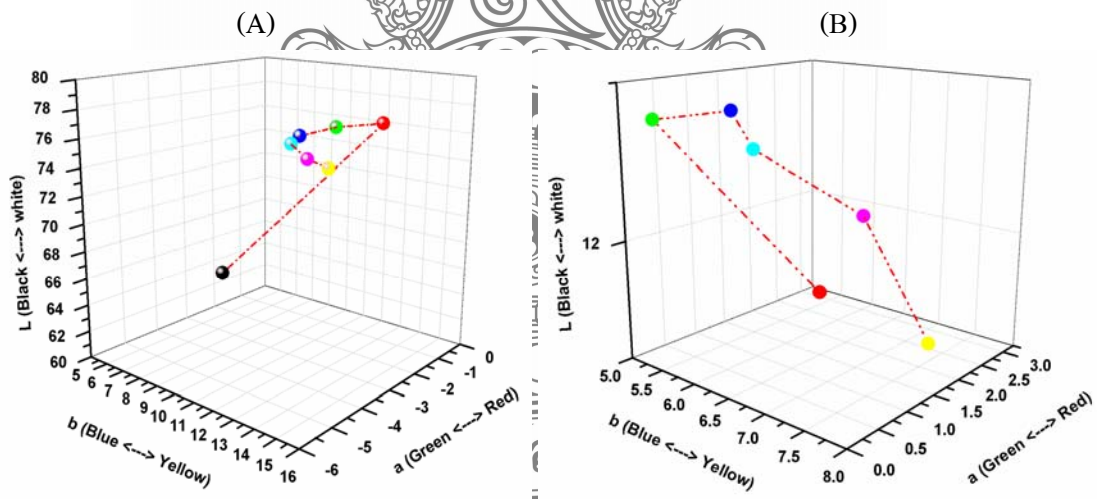 (A)
(B)
80
78
76
74
72
70
68
66
64
62
60
L (Black <---> white)
5 6 7 8 9 10 11 12 13 14 15 16
b (Blue <---> Yellow)
-6 -5 -4 -3 -2 -1 0
a (Green <---> Red)
12
L (Black <---> white)
5.0 5.5 6.0 6.5 7.0 7.5 8.0
b (Blue <---> Yellow)
0.0 0.5 1.0 1.5 2.0 2.5 3.0
a (Green <---> Red)